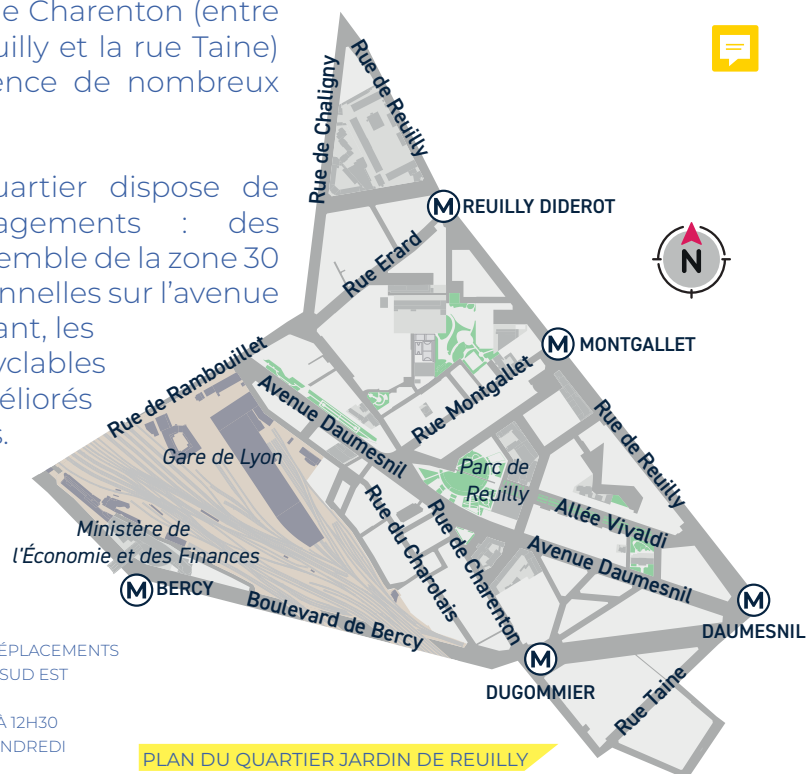 e Charenton (entre
uilly et la rue Taine)
ence de nombreux
uartier dispose de
agements : des
emble de la zone 30
nnelles sur l'avenue
ant, les
yclables
éliorés
s.
Rue de Chaligny
Rue de Reuilly
M REUILLY DIDEROT
Rue Erard
N
M MONTGALLET
Rue de Rambouillet
Avenue Daumesnil
Rue Montgallet
Rue de Reuilly
Gare de Lyon
Parc de
Reuilly
Allée Vivaldi
Rue du Charolais
Rue de Charenton
Avenue Daumesnil
Ministère de
l'Économie et des Finances
M BERCY
Boulevard de Bercy
M
DAUMESNIL
M
DUGOMMIER
Rue Taine
ÉPLACEMENTS
SUD EST
À 12H30
NDREDI
PLAN DU QUARTIER JARDIN DE REUILLY